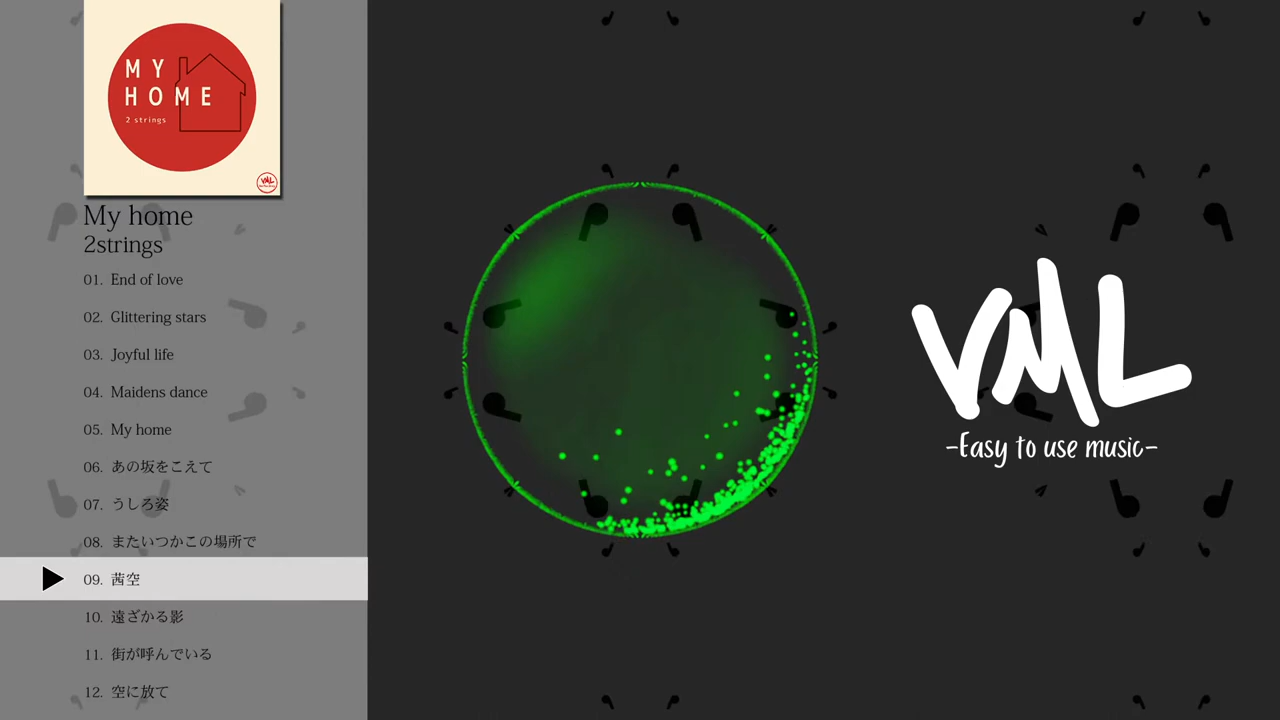 MY
HOME
2 strings
VML
My home
2strings
01. End of love
02. Glittering stars
03. Joyful life
04. Maidens dance
05. My home
06. あの坂をこえて
07. うしろ姿
08. またいつかこの場所で
09. 茜空
10. 遠ざかる影
11. 街が呼んでいる
12. 空に放て
VML
-Easy to use music-